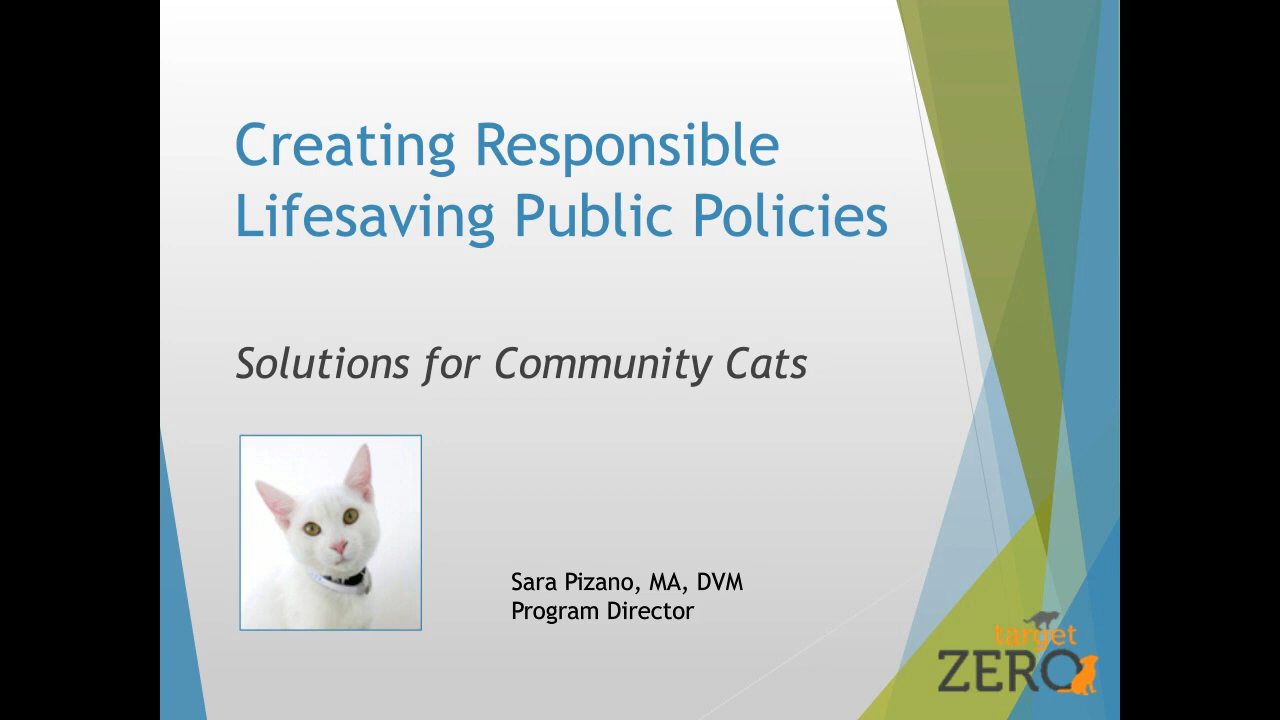 Creating Responsible
Lifesaving Public Policies
Solutions for Community Cats
Sara Pizano, MA, DVM
Program Director
target
ZERO